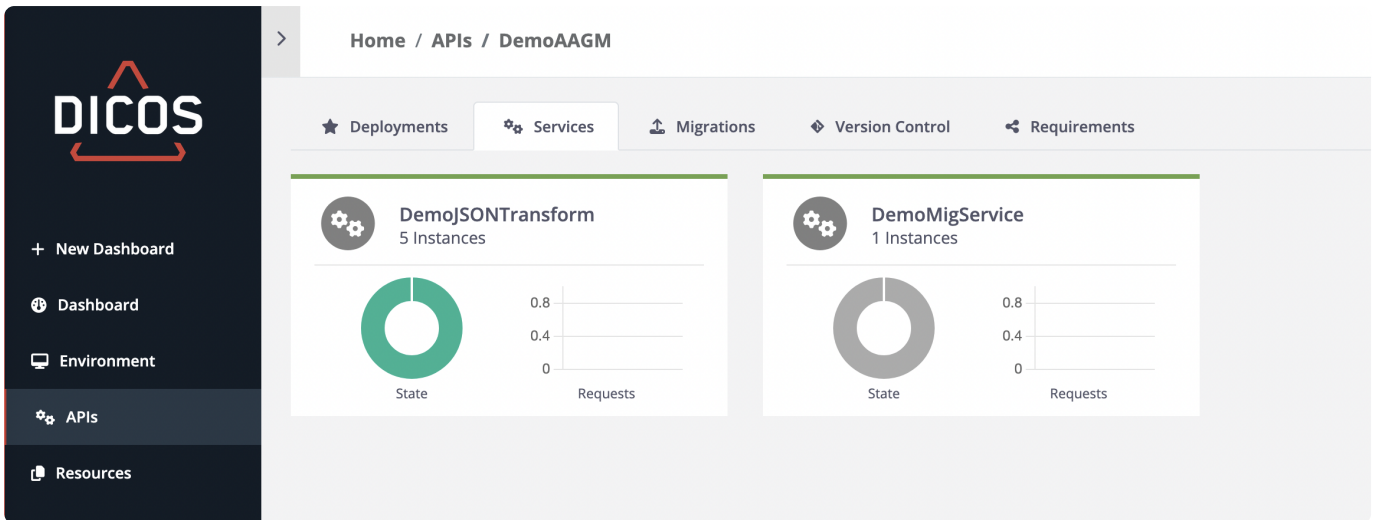 DICOS
+ New Dashboard
Dashboard
Environment
APIs
Resources
Home / APIs / DemoAAGM
Deployments
Services
Migrations
Version Control
Requirements
DemoJSONTransform
5 Instances
0.8
0.4
0
State
Requests
DemoMigService
1 Instances
0.8
0.4
0
State
Requests